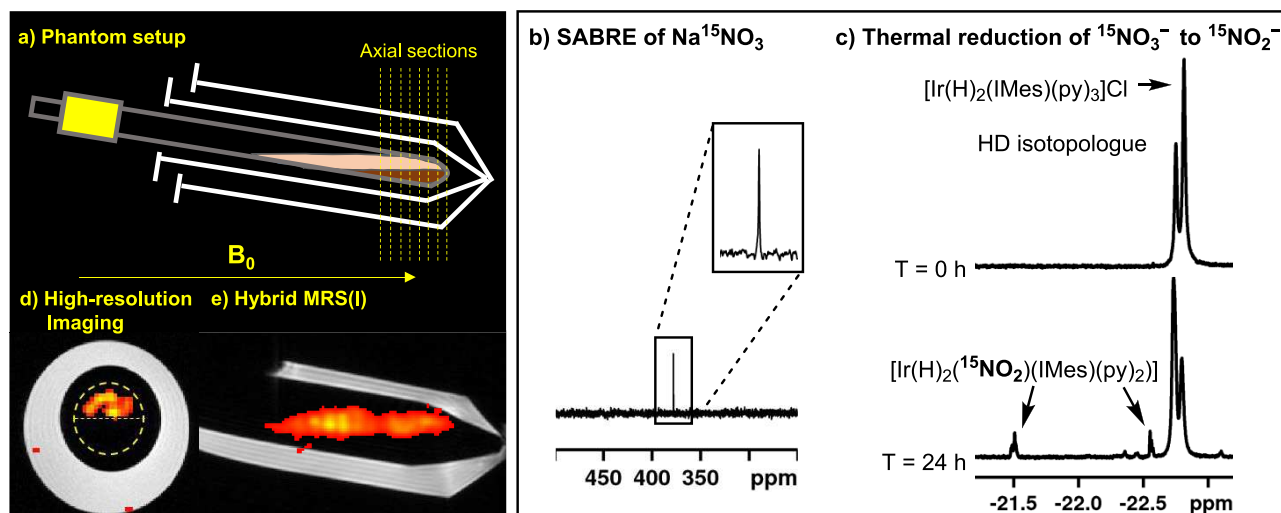 a) Phantom setup
Axial sections
B₀
d) High-resolution
Imaging
e) Hybrid MRS(I)
b) SABRE of Na¹⁵NO₃
450 400 350 ppm
c) Thermal reduction of ¹⁵NO₃⁻ to ¹⁵NO₂⁻
[Ir(H)₂(IMes)(py)₃]Cl
HD isotopologue
T = 0 h
[Ir(H)₂(¹⁵NO₂)(IMes)(py)₂)]
T = 24 h
-21.5 -22.0 -22.5 ppm